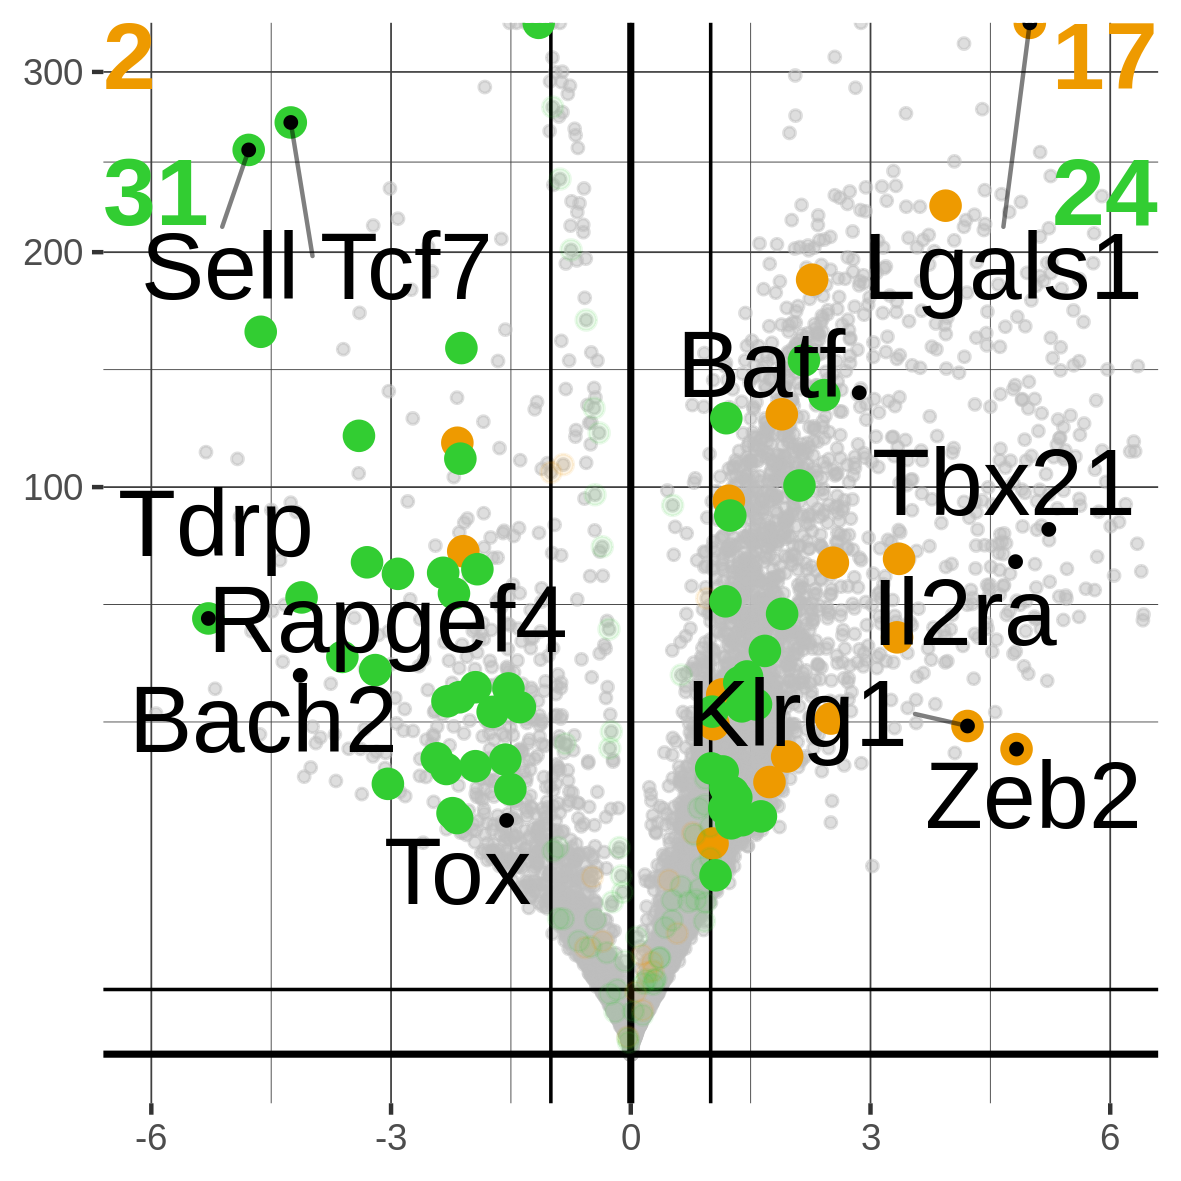 2
17
300
31
24
200
Sell Tcf7
Lgals1
Batf
100
Tbx21
Tdrp
Rapgef4
Il2ra
Bach2
Klrg1
Zeb2
Tox
-6
-3
0
3
6